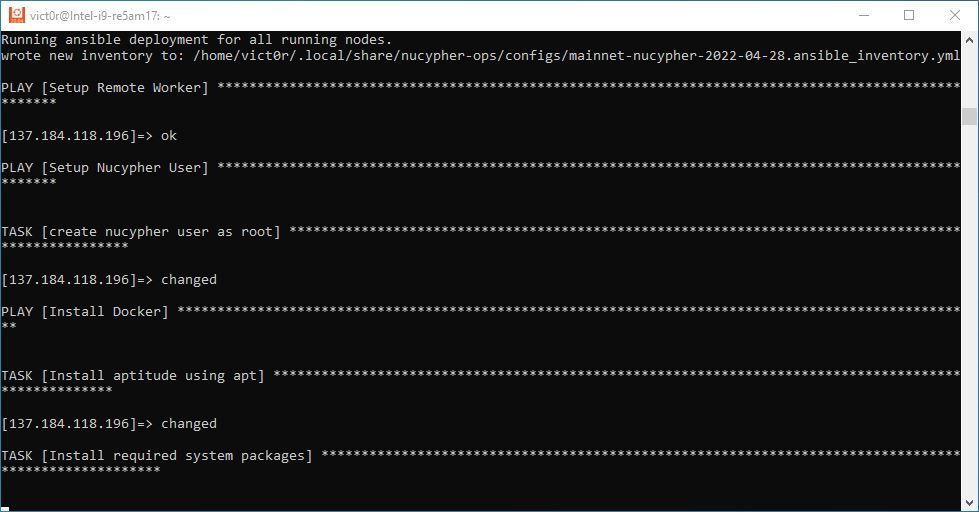 vict0r@Intel-i9-re5am17: ~
Running ansible deployment for all running nodes.
wrote new inventory to: /home/vict0r/.local/share/nucypher-ops/configs/mainnet-nucypher-2022-04-28.ansible_inventory.yml
PLAY [Setup Remote Worker] *********************************************************************************************
*******
[137.184.118.196]=> ok
PLAY [Setup Nucypher User] *********************************************************************************************
*******
TASK [create nucypher user as root] ************************************************************************************
****************
[137.184.118.196]=> changed
PLAY [Install Docker] **************************************************************************************************
**
TASK [Install aptitude using apt] **************************************************************************************
**************
[137.184.118.196]=> changed
TASK [Install required system packages] ********************************************************************************
********************